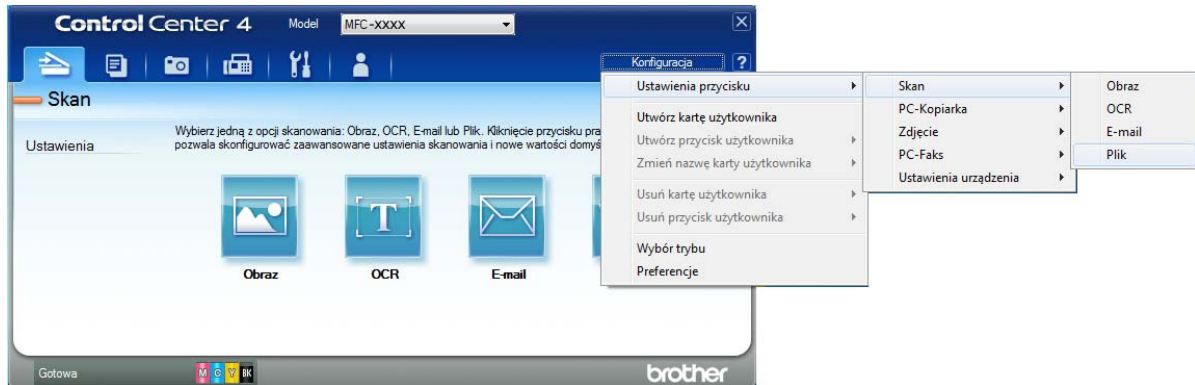 Control Center 4
Model
MFC-XXXX
Konfiguracja
?
Skan
Ustawienia
Wybierz jedną z opcji skanowania: Obraz, OCR, E-mail lub Plik. Kliknięcie przycisku
pozwala skonfigurować zaawansowane ustawienia skanowania i nowe wartości
Obraz
OCR
E-mail
Ustawienia przycisku
Utwórz kartę użytkownika
Utwórz przycisk użytkownika
Zmień nazwę karty użytkownika
Usuń kartę użytkownika
Usuń przycisk użytkownika
Wybór trybu
Preferencje
Skan
PC-Kopiarka
Zdjęcie
PC-Faks
Ustawienia urządzenia
Obraz
OCR
E-mail
Plik
Gotowa
M C Y BK
brother